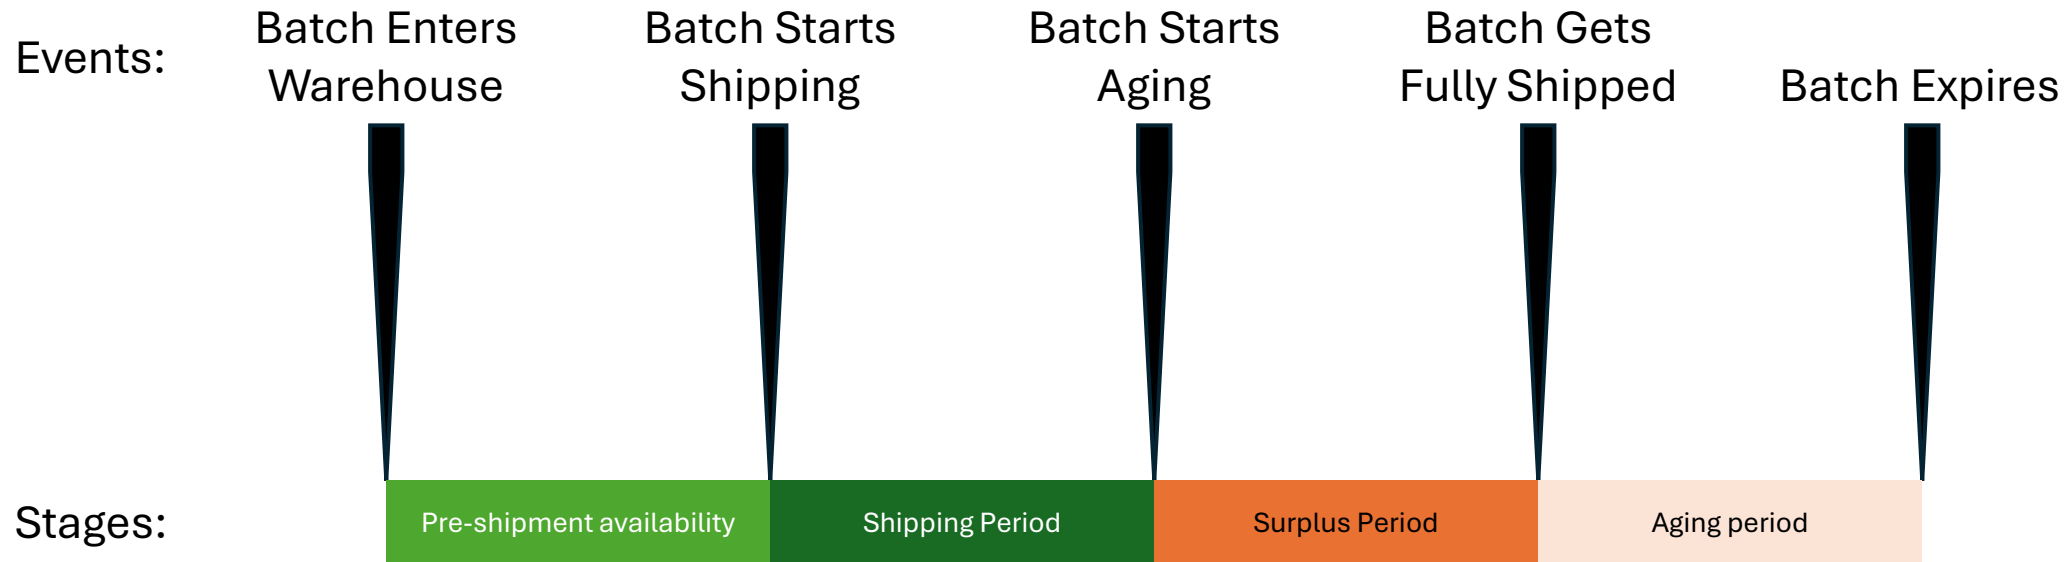 Events:
Batch Enters
Warehouse
Batch Starts
Shipping
Batch Starts
Aging
Batch Gets
Fully Shipped
Batch Expires
Stages:
Pre-shipment availability
Shipping Period
Surplus Period
Aging period